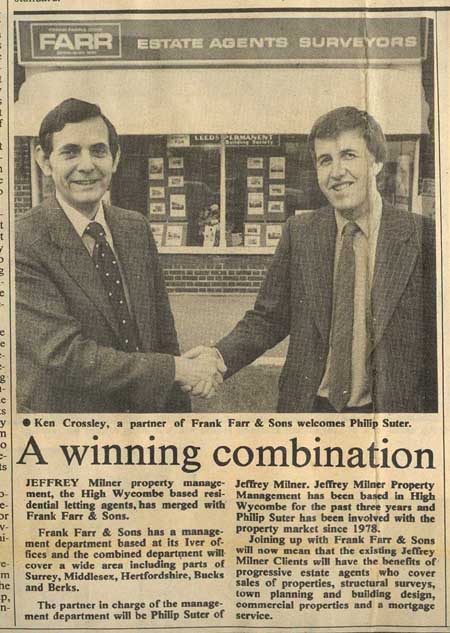 FARR
ESTATE AGENTS SURVEYORS
LEEDS PERMANENT
Building Society
● Ken Crossley, a partner of Frank Farr & Sons welcomes Philip Suter.
A winning combination
JEFFREY Milner property manage-
ment, the High Wycombe based resi-
dential letting agents, has merged with
Frank Farr & Sons.
Frank Farr & Sons has a manage-
ment department based at its Iver of-
fices and the combined department will
cover a wide area including parts of
Surrey, Middlesex, Hertfordshire, Bucks
and Berks.
The partner in charge of the manage-
ment department will be Philip Suter of
Jeffrey Milner. Jeffrey Milner Property
Management has been based in High
Wycombe for the past three years and
Philip Suter has been involved with the
property market since 1978.
Joining up with Frank Farr & Sons
will now mean that the existing Jeffrey
Milner Clients will have the benefits of
progressive estate agents who cover
sales of properties, structural surveys,
town planning and building design,
commercial properties and a mortgage
service.